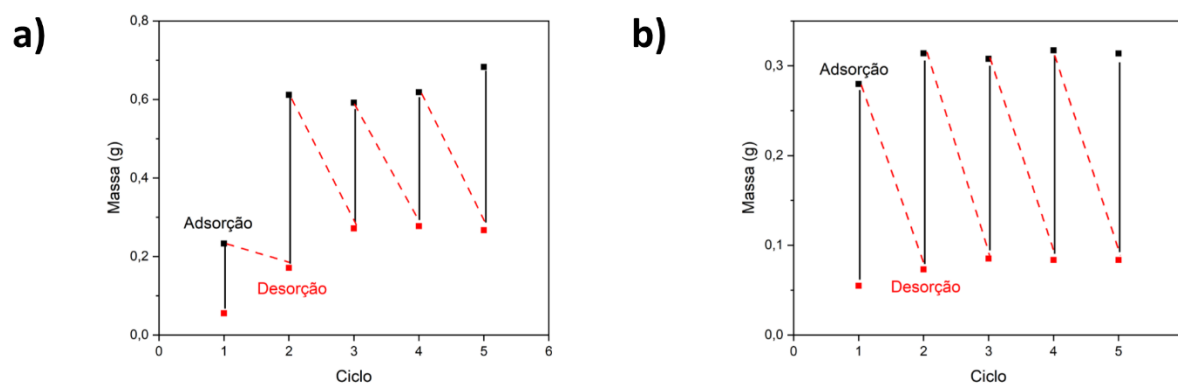 a)
0,8
0,6
0,4
0,2
0,0
Massa (g)
Adsorção
Desorção
0 1 2 3 4 5 6
Ciclo
b)
0,3
0,2
0,1
0,0
Massa (g)
Adsorção
Desorção
0 1 2 3 4 5
Ciclo